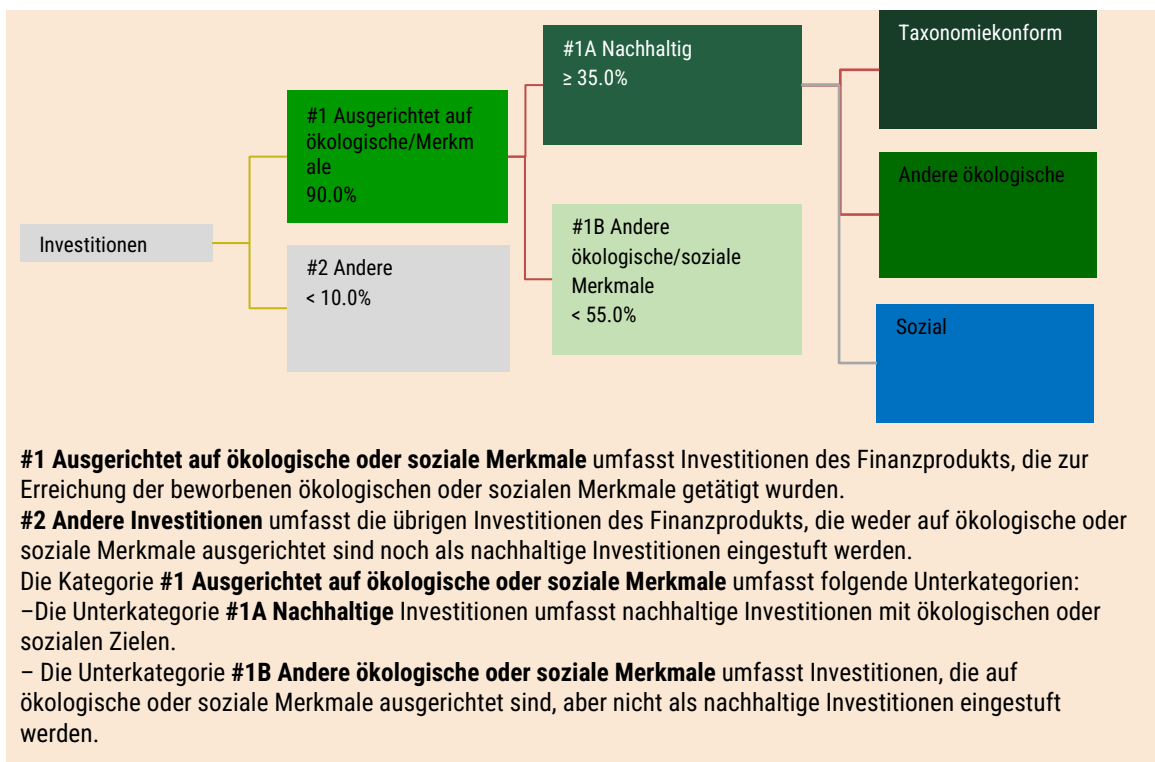 Investitionen
#1 Ausgerichtet auf
ökologische/Merkm
ale
90.0%
#2 Andere
< 10.0%
#1A Nachhaltig
≥ 35.0%
#1B Andere
ökologische/soziale
Merkmale
< 55.0%
Taxonomiekonform
Andere ökologische
Sozial
#1 Ausgerichtet auf ökologische oder soziale Merkmale umfasst Investitionen des Finanzprodukts, die zur
Erreichung der beworbenen ökologischen oder sozialen Merkmale getätigt wurden.
#2 Andere Investitionen umfasst die übrigen Investitionen des Finanzprodukts, die weder auf ökologische oder
soziale Merkmale ausgerichtet sind noch als nachhaltige Investitionen eingestuft werden.
Die Kategorie #1 Ausgerichtet auf ökologische oder soziale Merkmale umfasst folgende Unterkategorien:
–Die Unterkategorie #1A Nachhaltige Investitionen umfasst nachhaltige Investitionen mit ökologischen oder
sozialen Zielen.
– Die Unterkategorie #1B Andere ökologische oder soziale Merkmale umfasst Investitionen, die auf
ökologische oder soziale Merkmale ausgerichtet sind, aber nicht als nachhaltige Investitionen eingestuft
werden.